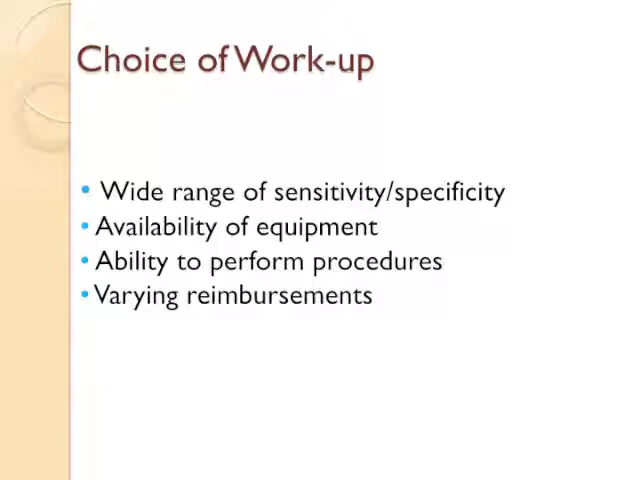 Choice of Work-up
• Wide range of sensitivity/specificity
• Availability of equipment
• Ability to perform procedures
• Varying reimbursements